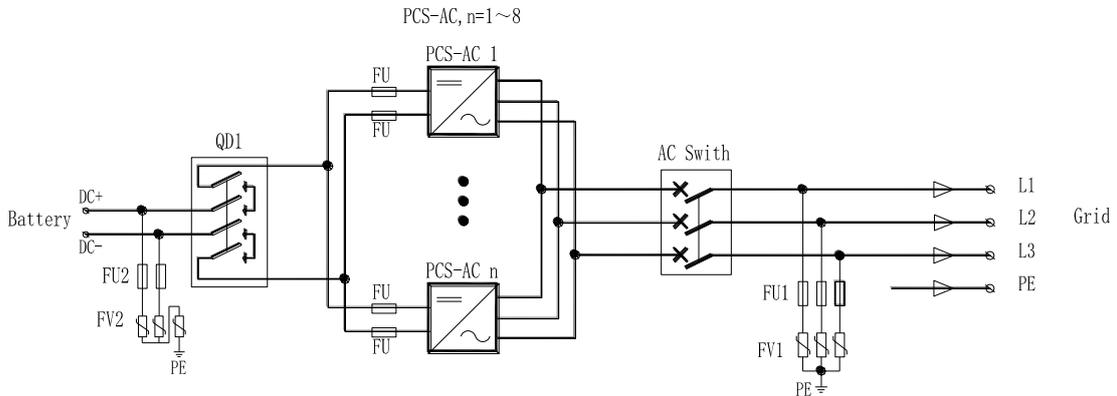 PCS-AC,n=1~8
PCS-AC 1
FU
FU
QD1
AC Swith
DC+
Battery
DC-
L1
L2
Grid
L3
PE
FU2
FV2
PE
PCS-AC n
FU
FU
FU1
FV1
PE